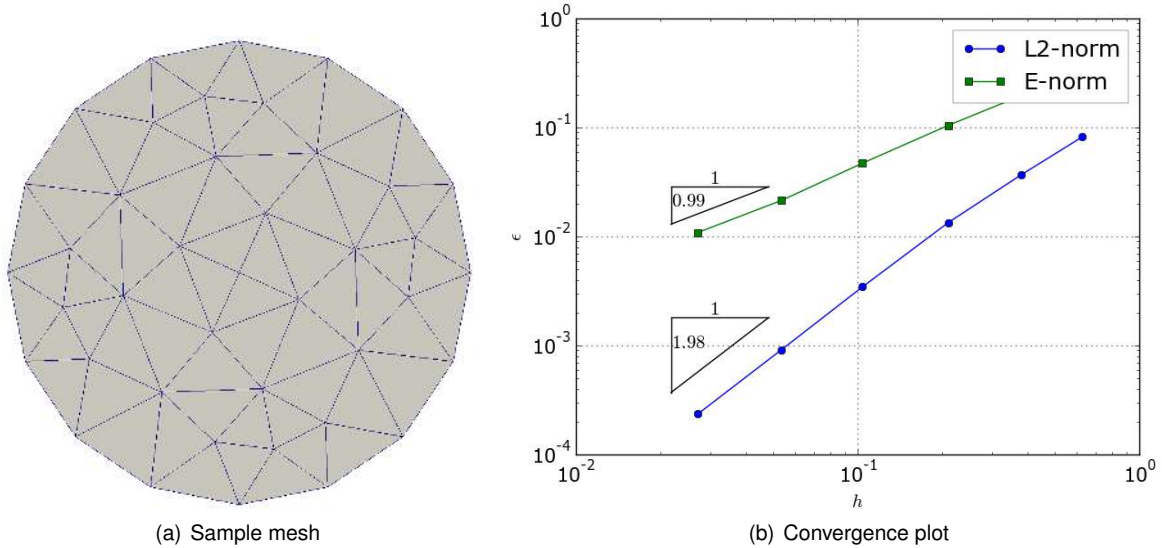 10^0
10^-1
10^-2
10^-3
10^-4
ϵ
L2-norm
E-norm
1
0.99
1
1.98
10^-2
10^-1
10^0
h
(a) Sample mesh
(b) Convergence plot